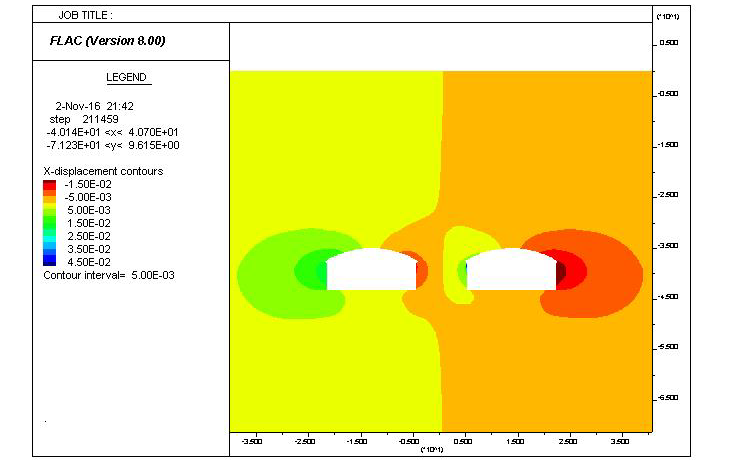 JOB TITLE :
FLAC (Version 8.00)
LEGEND
2-Nov-16 21:42
step 211459
-4.014E+01 <x< 4.070E+01
-7.123E+01 <y< 9.615E+00
X-displacement contours
-1.50E-02
-5.00E-03
5.00E-03
1.50E-02
2.50E-02
3.50E-02
4.50E-02
Contour interval= 5.00E-03
(*10^1)
0.500
-0.500
-1.500
-2.500
-3.500
-4.500
-5.500
-6.500
-3.500 -2.500 -1.500 -0.500 0.500 1.500 2.500 3.500
(*10^1)